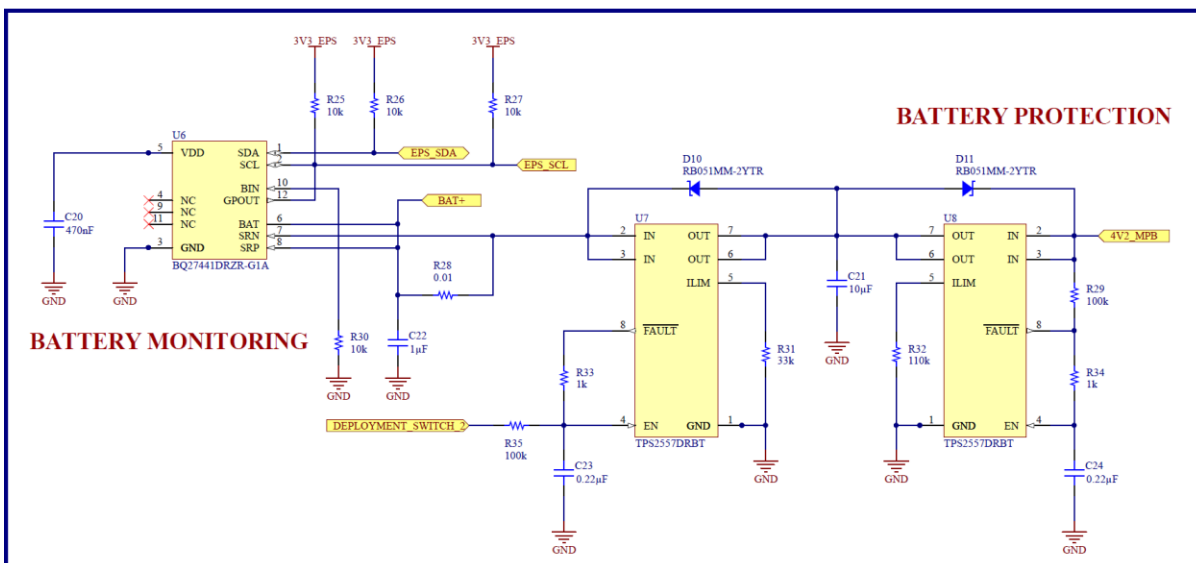 3V3_EPS 3V3_EPS 3V3_EPS
R25
10k
R26
10k
R27
10k
BATTERY PROTECTION
U6
5 VDD SDA 1
SCL 2
BIN 10
4 NC GPOUT 12
9 NC
11 NC BAT 6
SRN 7
3 GND SRP 8
BQ27441DRZR-G1A
EPS_SDA
EPS_SCL
BAT+
C20
470nF
GND
GND
D10
RB051MM-2YTR
D11
RB051MM-2YTR
U7
2 IN OUT 7
3 IN OUT 6
ILIM 5
8 FAULT
4 EN GND 1
TPS2557DRBT
U8
7 OUT IN 2
6 OUT IN 3
5 ILIM
FAULT 8
1 GND EN 4
TPS2557DRBT
4V2_MPB
R28
0.01
C21
10µF
GND
R29
100k
BATTERY MONITORING
R30
10k
GND
C22
1µF
GND
R33
1k
R31
33k
R32
110k
R34
1k
DEPLOYMENT_SWITCH_2
R35
100k
C23
0.22µF
GND
GND
GND
C24
0.22µF
GND